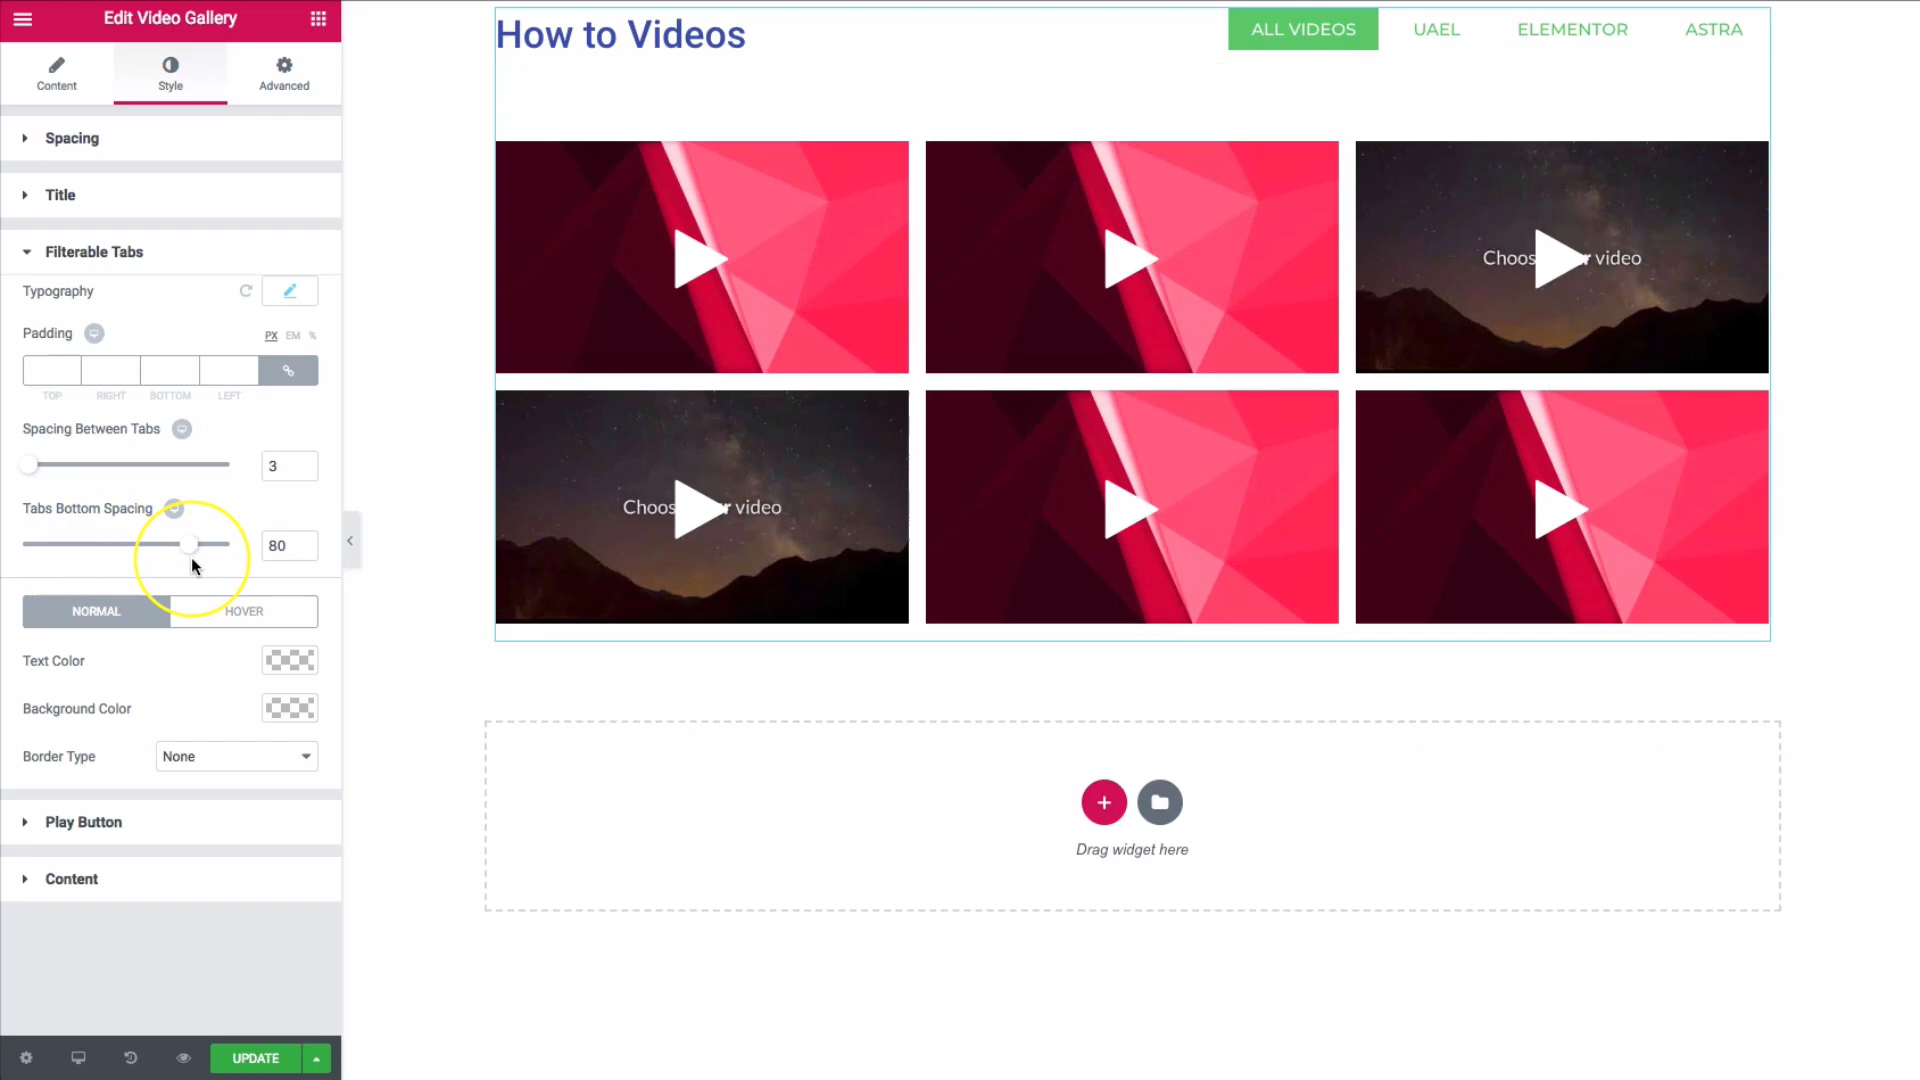 Edit Video Gallery
Content
Style
Advanced
Spacing
Title
Filterable Tabs
Typography
Padding
PX EM %
TOP RIGHT BOTTOM LEFT
Spacing Between Tabs
3
Tabs Bottom Spacing
80
NORMAL HOVER
Text Color
Background Color
Border Type None
Play Button
Content
UPDATE
How to Videos
ALL VIDEOS UAEL ELEMENTOR ASTRA
Choos r video
Choos r video
Drag widget here